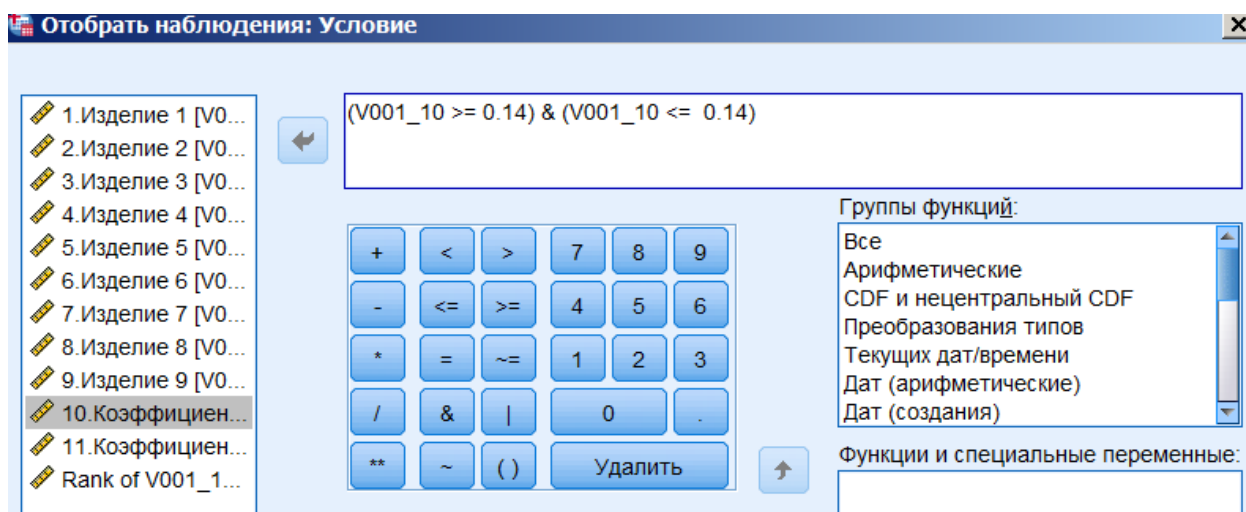 Отобрать наблюдения: Условие
1.Изделие 1 [V0...
2.Изделие 2 [V0...
3.Изделие 3 [V0...
4.Изделие 4 [V0...
5.Изделие 5 [V0...
6.Изделие 6 [V0...
7.Изделие 7 [V0...
8.Изделие 8 [V0...
9.Изделие 9 [V0...
10.Коэффициен...
11.Коэффициен...
Rank of V001_1...
(V001_10 >= 0.14) & (V001_10 <=  0.14)
+ < > 7 8 9
- <= >= 4 5 6
* = ~= 1 2 3
/ & | 0 .
** ~ ( ) Удалить
Группы функций:
Все
Арифметические
CDF и нецентральный CDF
Преобразования типов
Текущих дат/времени
Дат (арифметические)
Дат (создания)
Функции и специальные переменные: